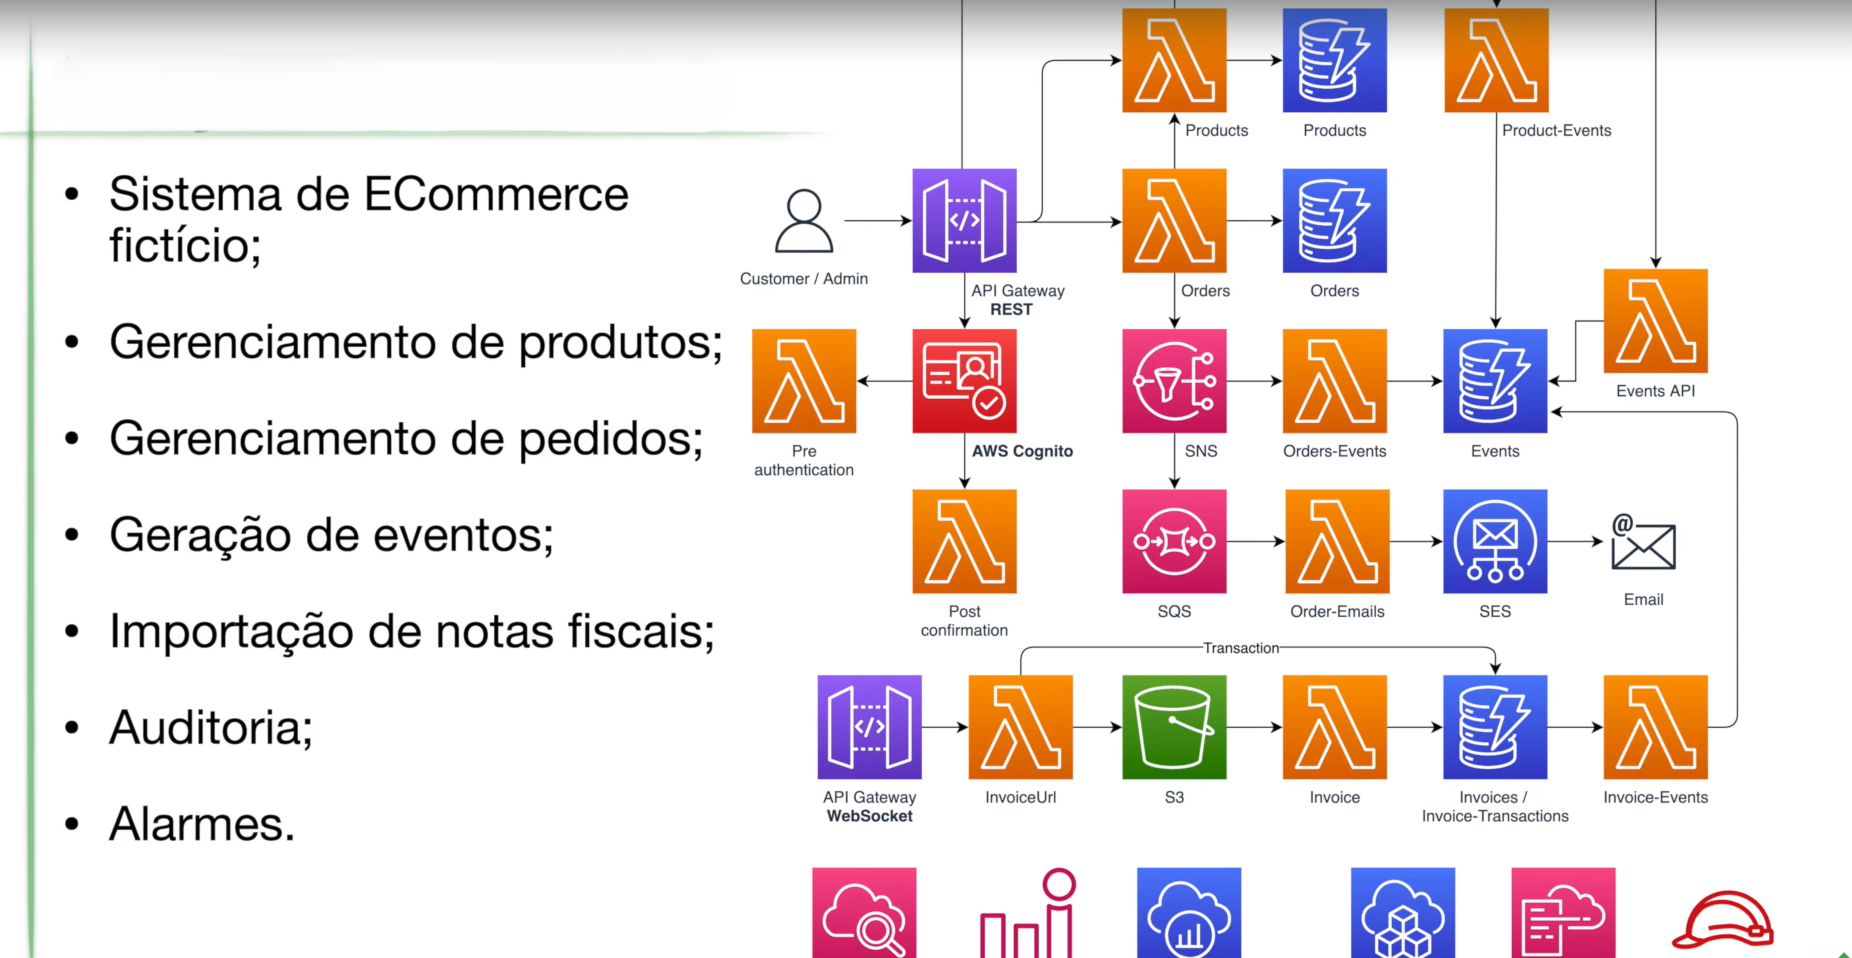 • Sistema de ECommerce
fictício;
• Gerenciamento de produtos;
• Gerenciamento de pedidos;
• Geração de eventos;
• Importação de notas fiscais;
• Auditoria;
• Alarmes.
Products
Products
Product-Events
Customer / Admin
API Gateway
REST
Orders
Orders
Events API
Pre
authentication
AWS Cognito
SNS
Orders-Events
Events
Post
confirmation
SQS
Order-Emails
SES
@
Email
Transaction
API Gateway
WebSocket
InvoiceUrl
S3
Invoice
Invoices /
Invoice-Transactions
Invoice-Events